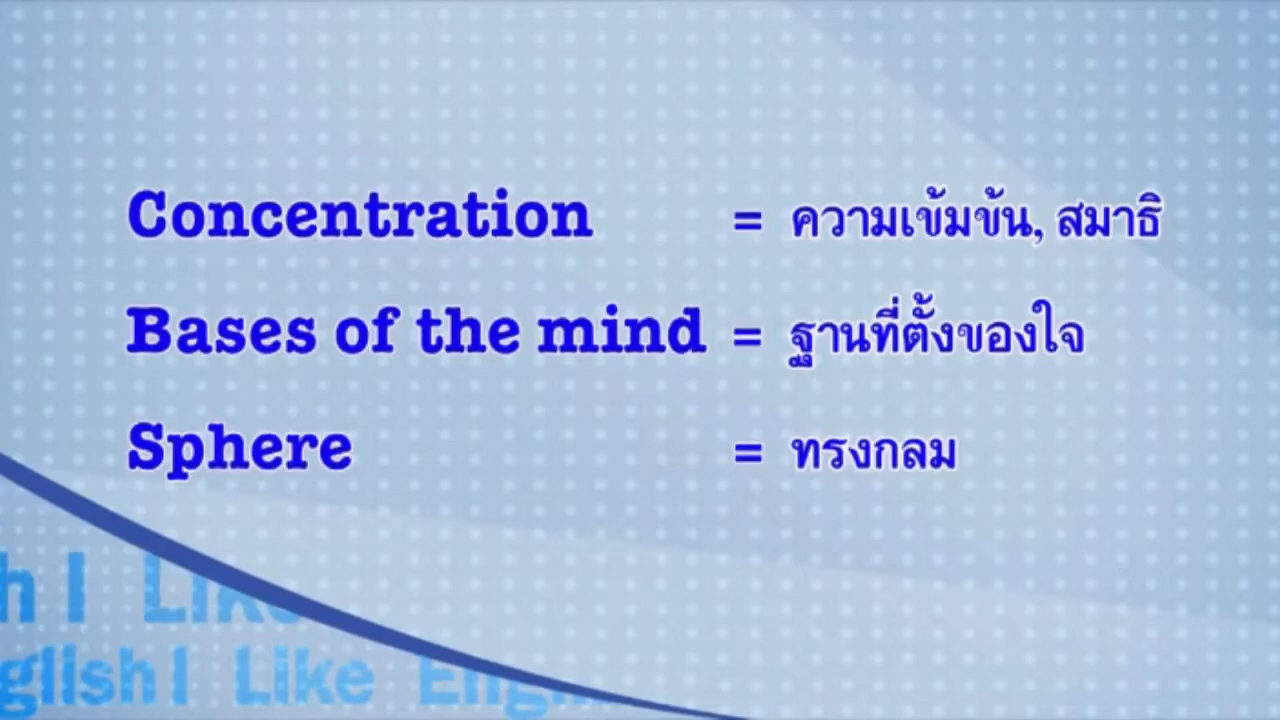 Concentration = ความเข้มข้น, สมาธิ
Bases of the mind = ฐานที่ตั้งของใจ
Sphere = ทรงกลม
h I Like
glish I Like